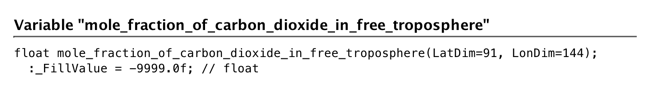 Variable "mole_fraction_of_carbon_dioxide_in_free_troposphere"
float mole_fraction_of_carbon_dioxide_in_free_troposphere(LatDim=91, LonDim=144);
:_FillValue = -9999.0f; // float